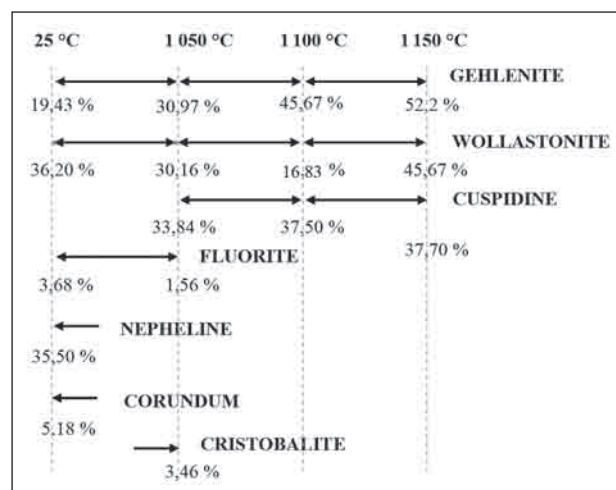 25 °C 1 050 °C 1 100 °C 1 150 °C
GEHLENITE
19,43 % 30,97 % 45,67 % 52,2 %
WOLLASTONITE
36,20 % 30,16 % 16,83 % 45,67 %
CUSPIDINE
33,84 % 37,50 %
37,70 %
FLUORITE
3,68 % 1,56 %
NEPHELINE
35,50 %
CORUNDUM
5,18 %
CRISTOBALITE
3,46 %